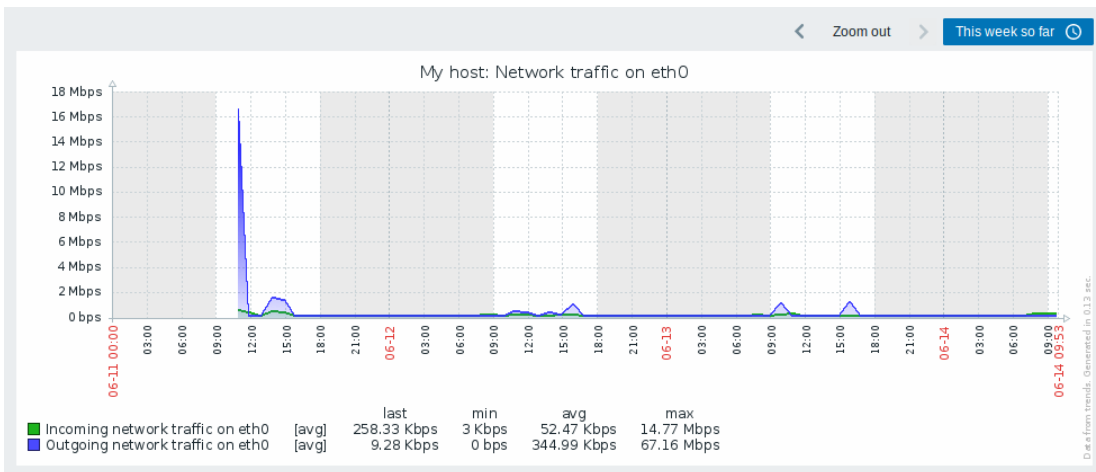 Zoom out This week so far
My host: Network traffic on eth0
18 Mbps
16 Mbps
14 Mbps
12 Mbps
10 Mbps
8 Mbps
6 Mbps
4 Mbps
2 Mbps
0 bps
06-11 00:00 03:00 06:00 09:00 12:00 15:00 18:00 21:00 06-12 03:00 06:00 09:00 12:00 15:00 18:00 21:00 06-13 03:00 06:00 09:00 12:00 15:00 18:00 21:00 06-14 03:00 06:00 09:00 06-14 09:53
last min avg max
Incoming network traffic on eth0 [avg] 258.33 Kbps 3 Kbps 52.47 Kbps 14.77 Mbps
Outgoing network traffic on eth0 [avg] 9.28 Kbps 0 bps 344.99 Kbps 67.16 Mbps
Data from trends. Generated in 0.13 sec.